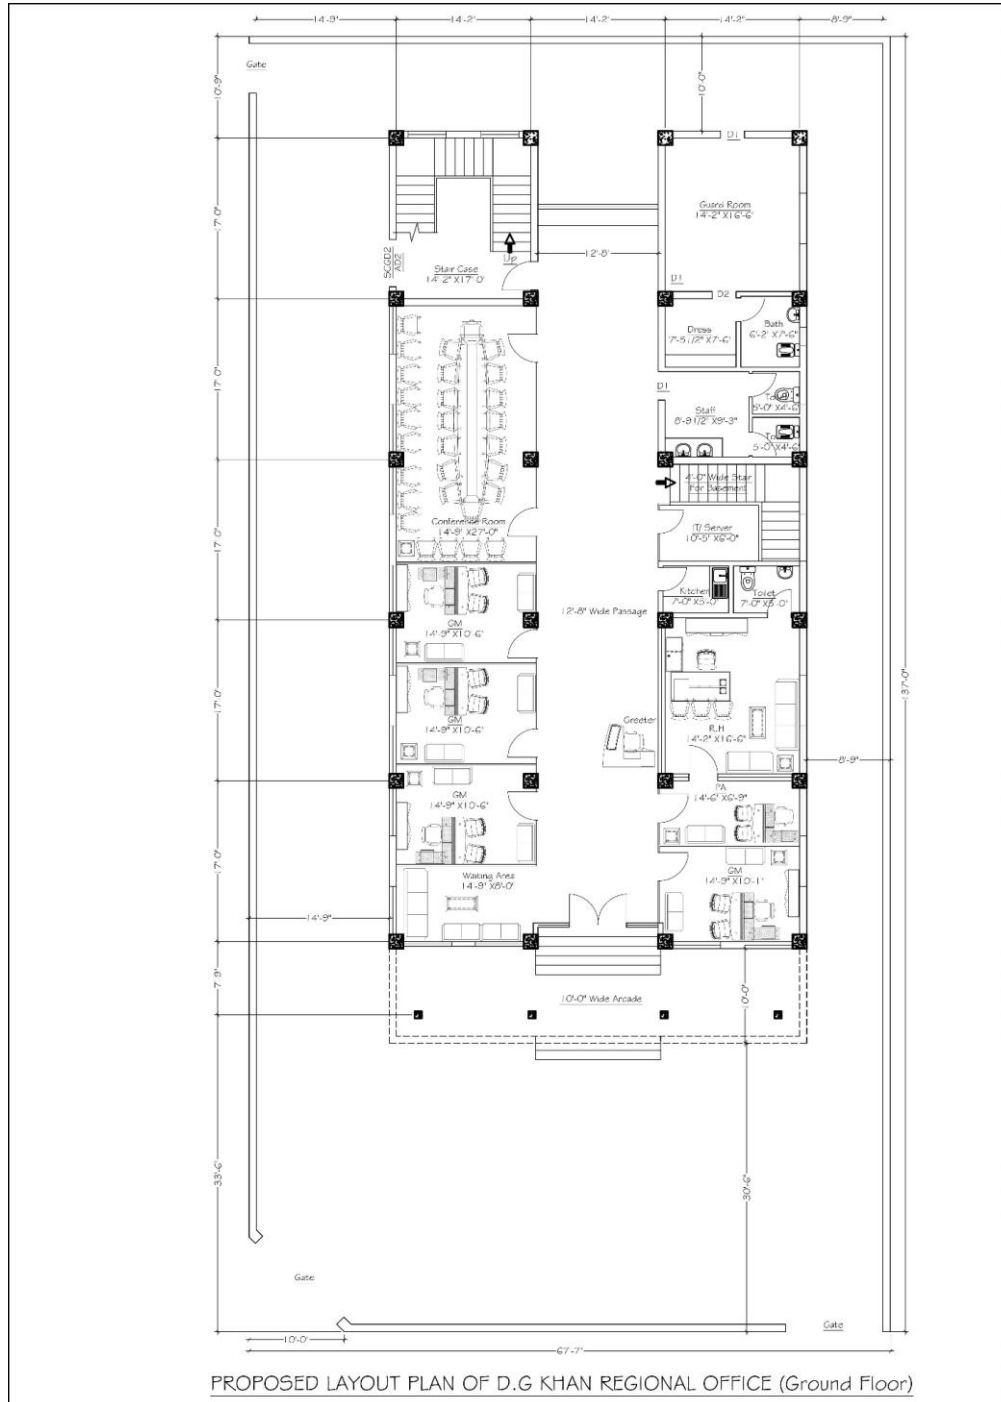 14'-9"
14'-2"
14'-2"
14'-2"
8'-9"
Gate
10'-9"
10'-0"
D1
17'-0"
Guard Room
14'-2" X16'-6"
SCGD2
AD2
Up
12'-8"
Stair Case
14'-2" X17'-0"
D1
D2
Dress
7'-5 1/2" X7'-6"
Bath
6'-2" X7'-6"
17'-0"
D1
Staff
8'-9 1/2" X9'-3"
5'-0" X4'-6"
5'-0" X4'-6"
4'-0" Wide Stair
For Basement
17'-0"
Conference Room
14'-9" X27'-0"
IT/ Server
10'-5" X6'-0"
Kitchen
7'-0" X5'-0"
Toilet
7'-0" X5'-0"
12'-8" Wide Passage
GM
14'-9" X10'-6"
17'-0"
GM
14'-9" X10'-6"
Greeter
R.H
14'-2" X16'-6"
137'-0"
8'-9"
GM
14'-9" X10'-6"
PA
14'-6" X6'-9"
17'-0"
Waiting Area
14'-9" X8'-0"
GM
14'-9" X10'-1"
14'-9"
7'-9"
10'-0" Wide Arcade
10'-0"
33'-6"
30'-6"
Gate
Gate
10'-0"
67'-7"
PROPOSED LAYOUT PLAN OF D.G KHAN REGIONAL OFFICE (Ground Floor)